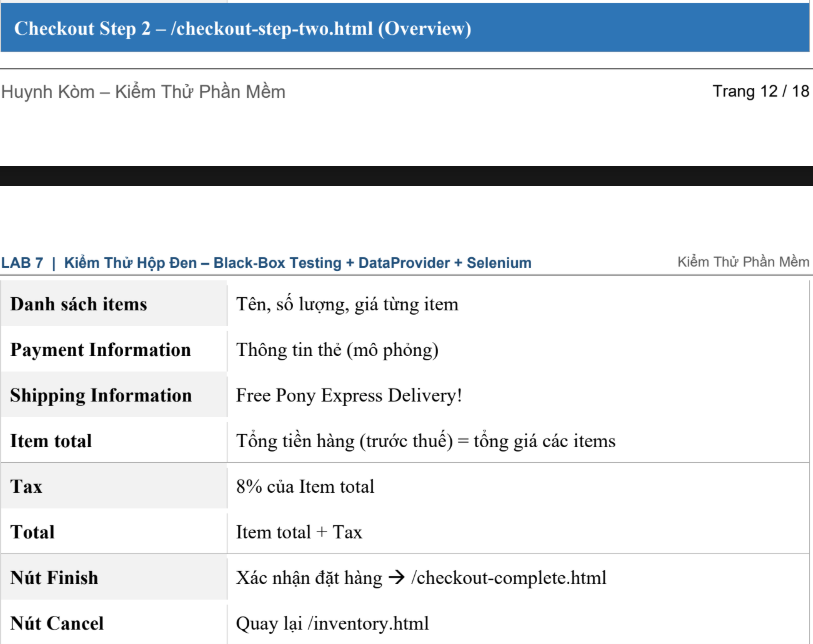 Checkout Step 2 – /checkout-step-two.html (Overview)
Huynh Kòm – Kiểm Thử Phần Mềm Trang 12 / 18
LAB 7 | Kiểm Thử Hộp Đen – Black-Box Testing + DataProvider + Selenium Kiểm Thử Phần Mềm
Danh sách items Tên, số lượng, giá từng item
Payment Information Thông tin thẻ (mô phỏng)
Shipping Information Free Pony Express Delivery!
Item total Tổng tiền hàng (trước thuế) = tổng giá các items
Tax 8% của Item total
Total Item total + Tax
Nút Finish Xác nhận đặt hàng → /checkout-complete.html
Nút Cancel Quay lại /inventory.html